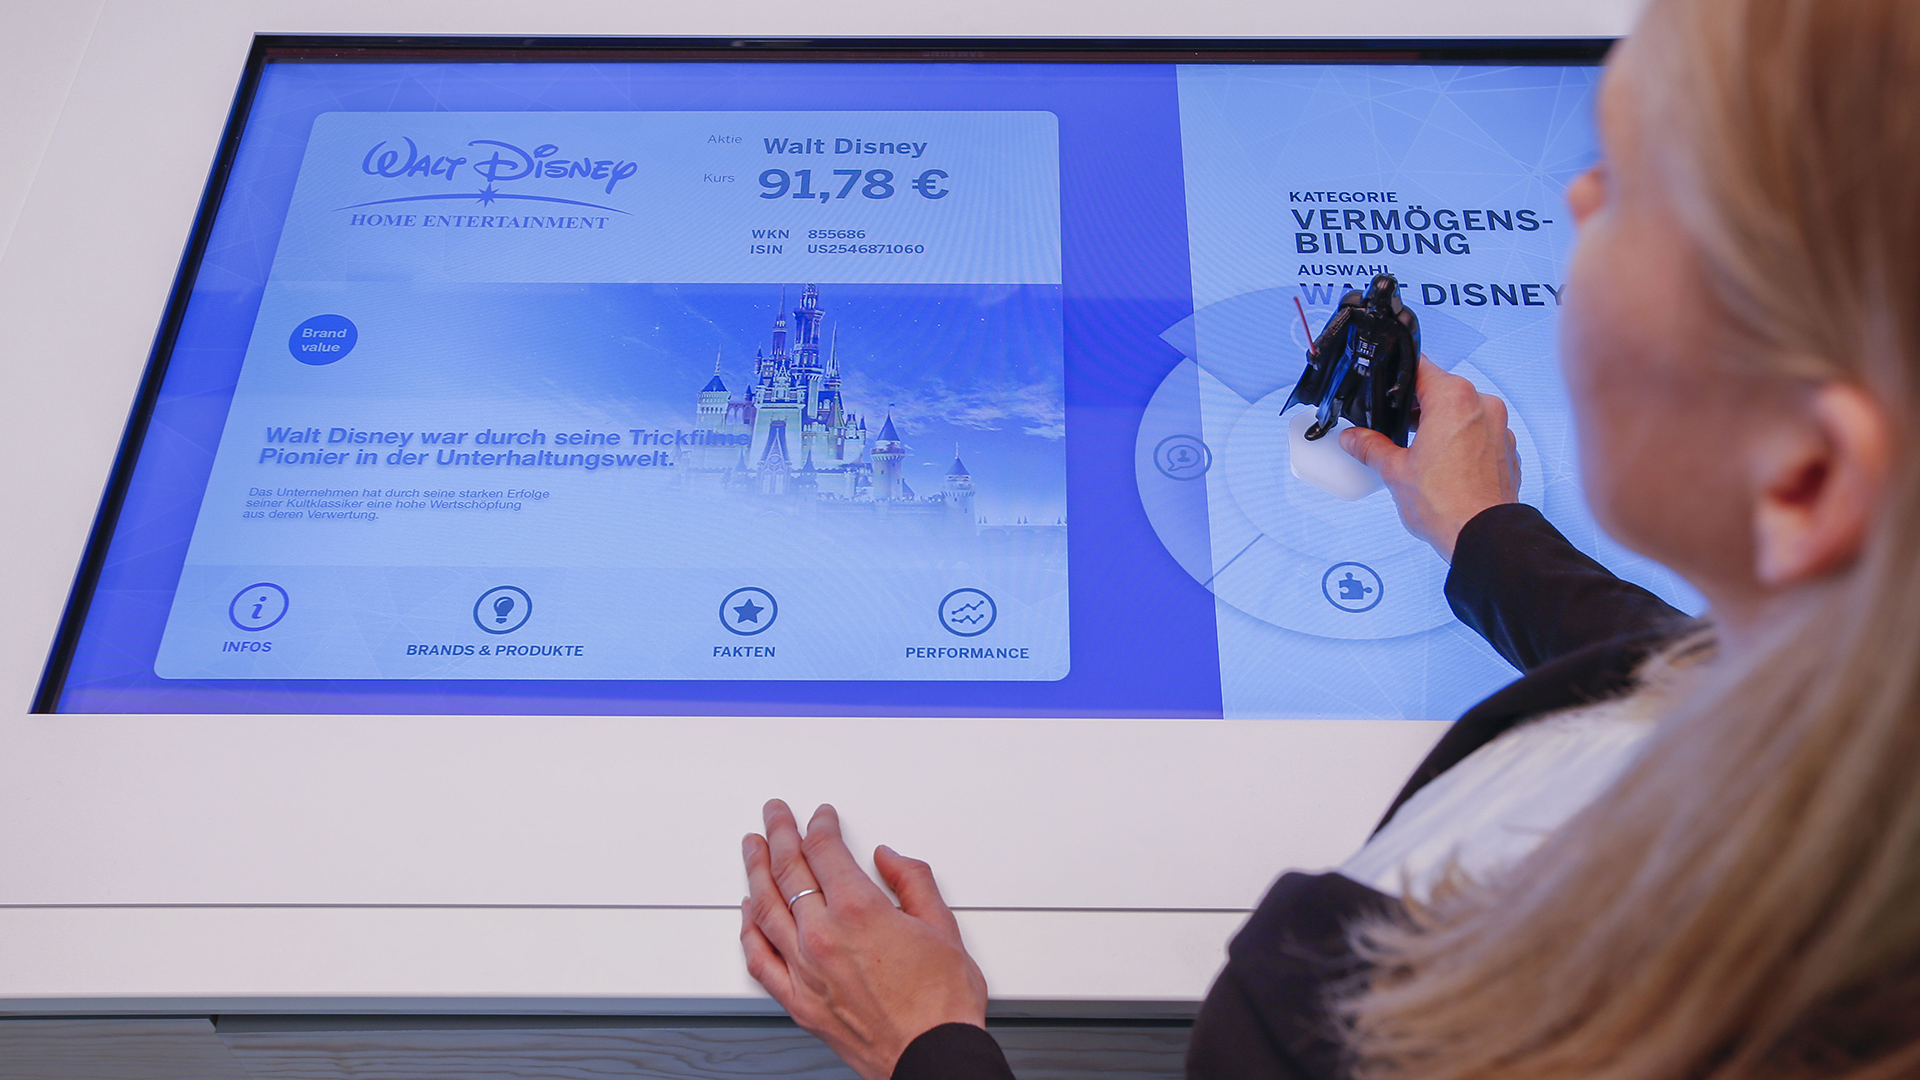 WALT DISNEY
HOME ENTERTAINMENT
Aktie Walt Disney
Kurs 91,78 €
WKN 855686
ISIN US2546871060
Brand
value
Walt Disney war durch seine Trickfilme
Pionier in der Unterhaltungswelt.
Das Unternehmen hat durch seine starken Erfolge
seiner Kultklassiker eine hohe Wertschöpfung
aus deren Verwertung.
INFOS
BRANDS & PRODUKTE
FAKTEN
PERFORMANCE
KATEGORIE
VERMÖGENS-
BILDUNG
AUSWAHL
WALT DISNEY